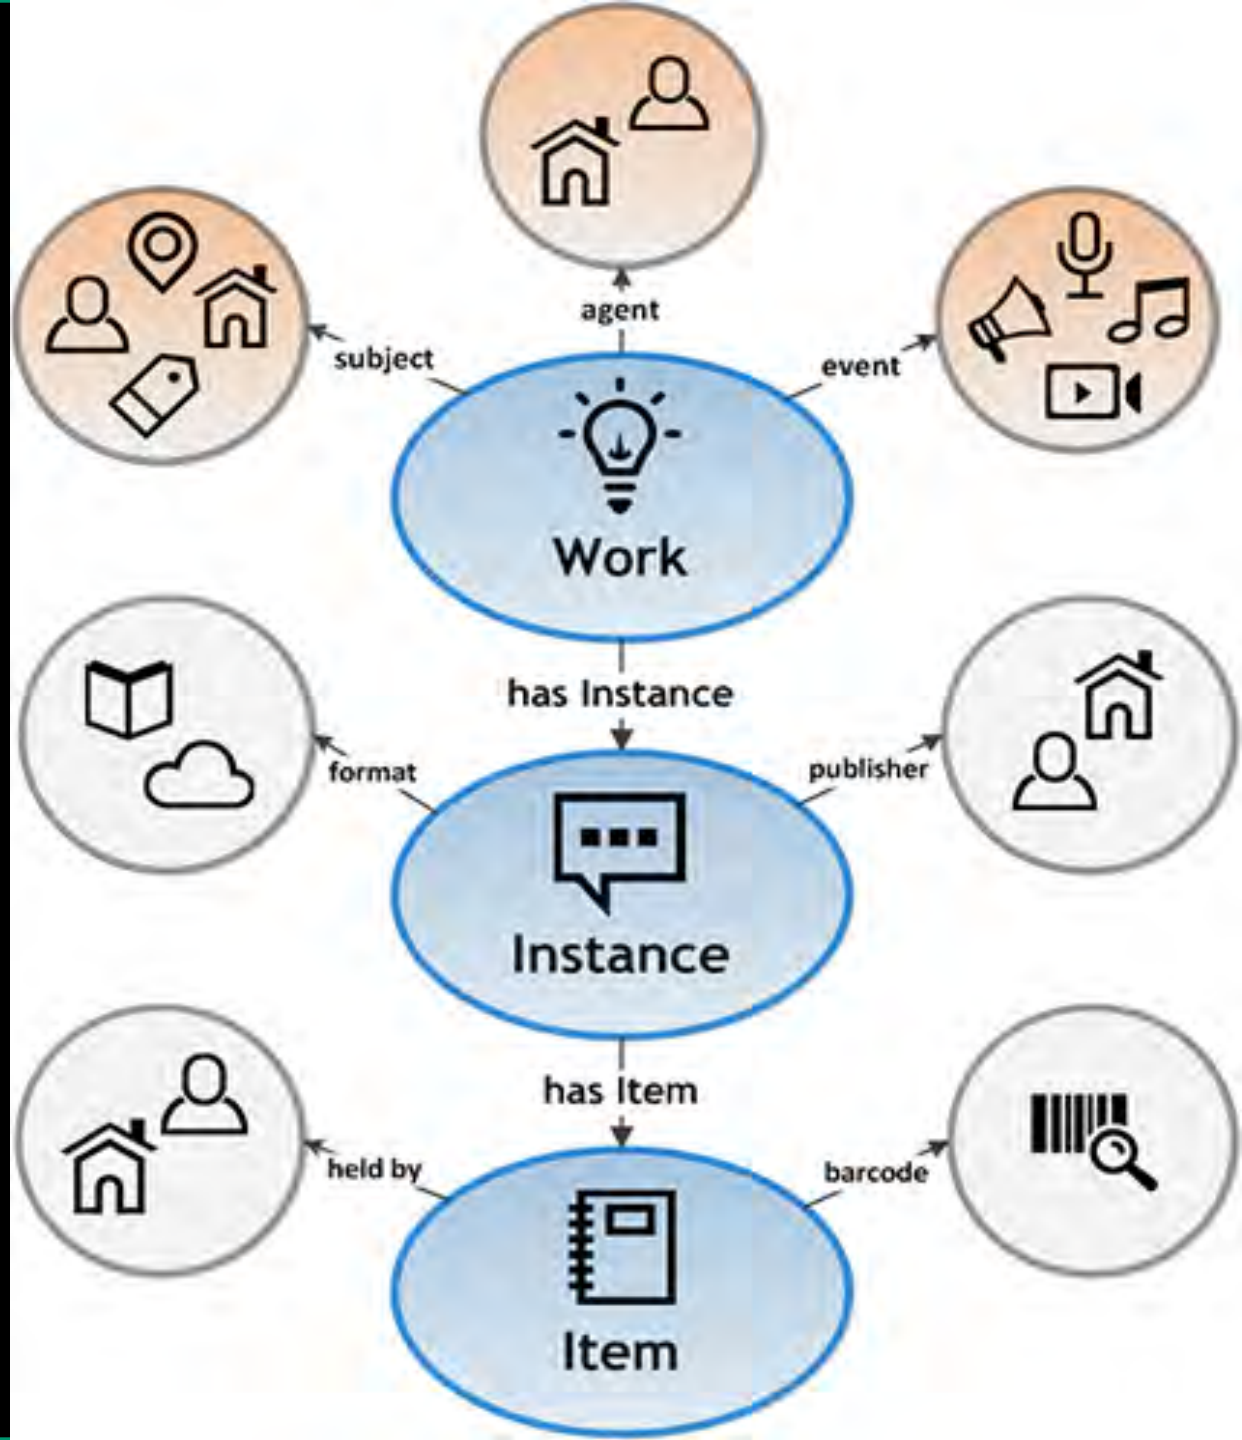 agent
subject
event
Work
has Instance
format
publisher
Instance
has Item
held by
barcode
Item